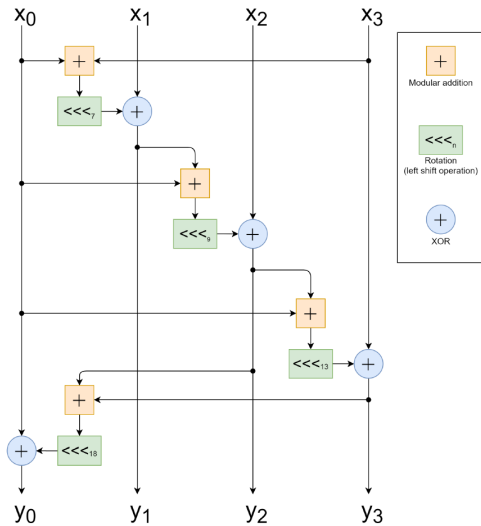 x0 x1 x2 x3
+
<<<7 +
+
<<<9 +
+
<<<13 +
+
+ <<<18
y0 y1 y2 y3
+
Modular addition
<<<n
Rotation
(left shift operation)
+
XOR